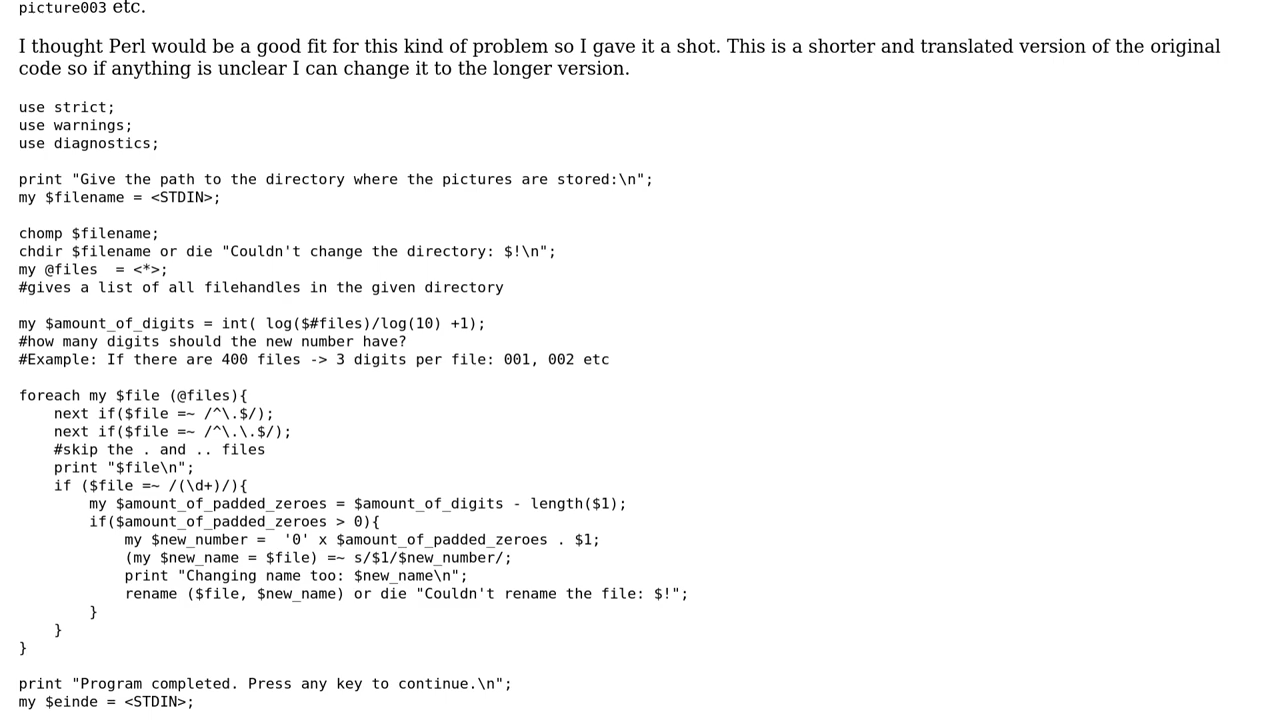 picture003 etc.
I thought Perl would be a good fit for this kind of problem so I gave it a shot. This is a shorter and translated version of the original
code so if anything is unclear I can change it to the longer version.
use strict;
use warnings;
use diagnostics;
print "Give the path to the directory where the pictures are stored:\n";
my $filename = <STDIN>;
chomp $filename;
chdir $filename or die "Couldn't change the directory: $!\n";
my @files  = <*>;
#gives a list of all filehandles in the given directory
my $amount_of_digits = int( log($#files)/log(10) +1);
#how many digits should the new number have?
#Example: If there are 400 files -> 3 digits per file: 001, 002 etc
foreach my $file (@files){
    next if($file =~ /^\.$/);
    next if($file =~ /^\.\.$/);
    #skip the . and .. files
    print "$file\n";
    if ($file =~ /(\d+)/){
        my $amount_of_padded_zeroes = $amount_of_digits - length($1);
        if($amount_of_padded_zeroes > 0){
            my $new_number =  '0' x $amount_of_padded_zeroes . $1;
            (my $new_name = $file) =~ s/$1/$new_number/;
            print "Changing name too: $new_name\n";
            rename ($file, $new_name) or die "Couldn't rename the file: $!";
        }
    }
}
print "Program completed. Press any key to continue.\n";
my $einde = <STDIN>;